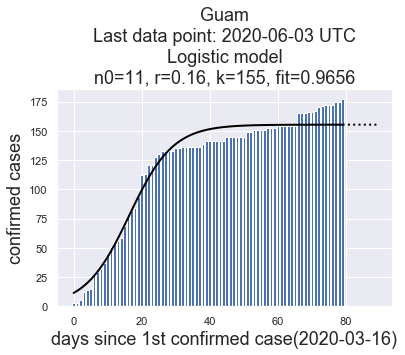 Guam
Last data point: 2020-06-03 UTC
Logistic model
n0=11, r=0.16, k=155, fit=0.9656
175
150
125
100
75
50
25
0
confirmed cases
0 20 40 60 80
days since 1st confirmed case(2020-03-16)